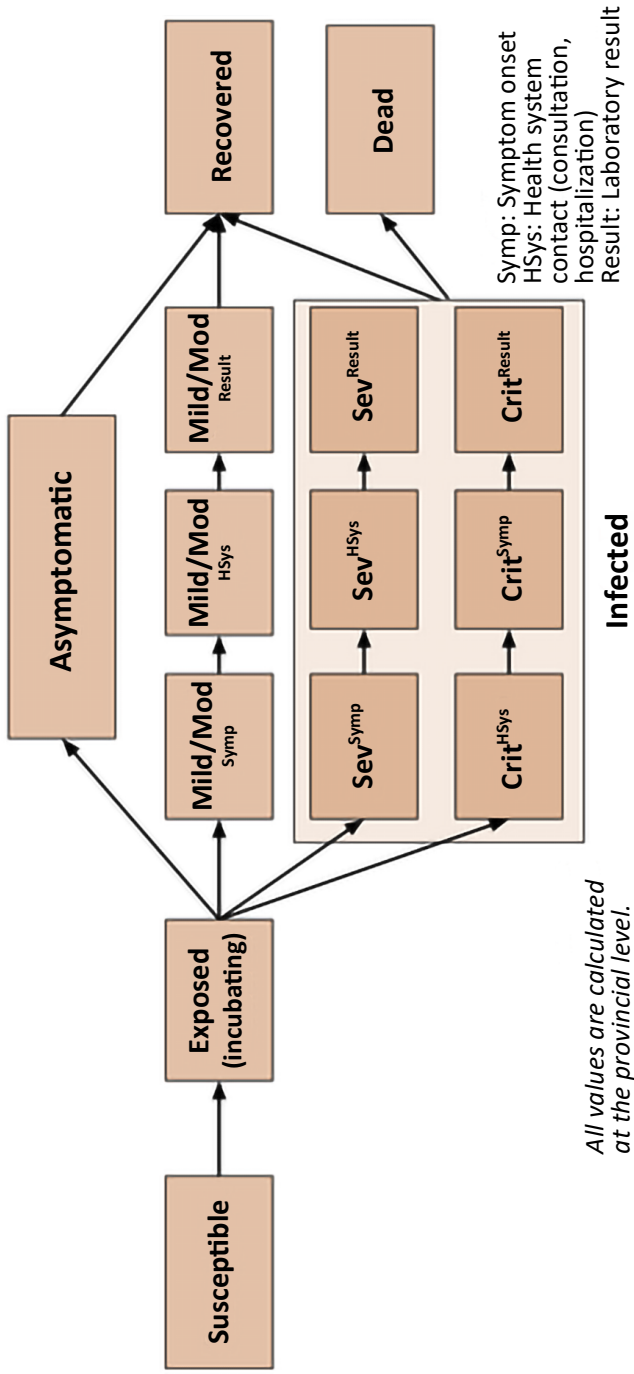 Susceptible
Exposed
(incubating)
Asymptomatic
Mild/Mod
Symp
Mild/Mod
HSys
Mild/Mod
Result
Sev Symp
Sev HSys
Sev Result
Crit HSys
Crit Symp
Crit Result
Recovered
Dead
Infected
All values are calculated
at the provincial level.
Symp: Symptom onset
HSys: Health system
contact (consultation,
hospitalization)
Result: Laboratory result